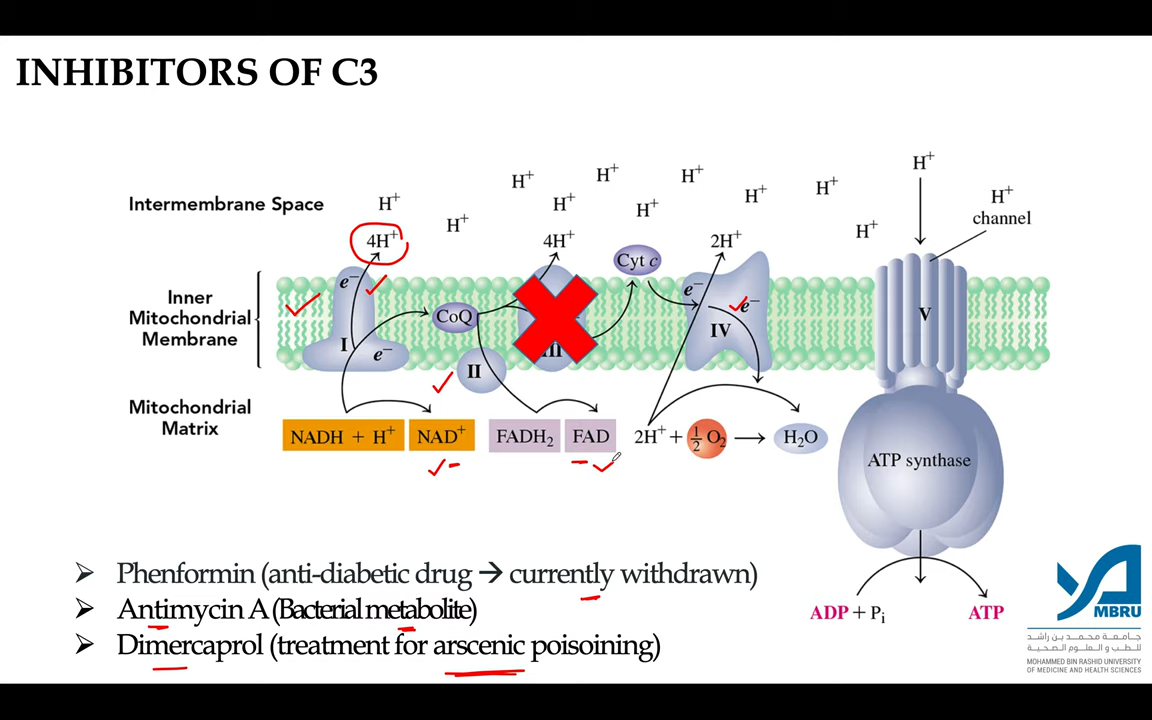 INHIBITORS OF C3
H+
H+ H+ H+ H+ H+ H+
channel
Intermembrane Space H+ H+ H+
H+ H+
4H+ 4H+ 2H+
Cyt c
e− e− e−
Inner
Mitochondrial
Membrane
CoQ
I e− II III IV V
Mitochondrial
Matrix
NADH + H+ NAD+ FADH2 FAD 2H+ + 1/2 O2 → H2O
ATP synthase
➢ Phenformin (anti-diabetic drug → currently withdrawn)
➢ Antimycin A (Bacterial metabolite)
➢ Dimercaprol (treatment for arscenic poisoining)
ADP + Pi ATP
MBRU
جامعة محمد بن راشد
للطب و العلوم الصحية
MOHAMMED BIN RASHID UNIVERSITY
OF MEDICINE AND HEALTH SCIENCES